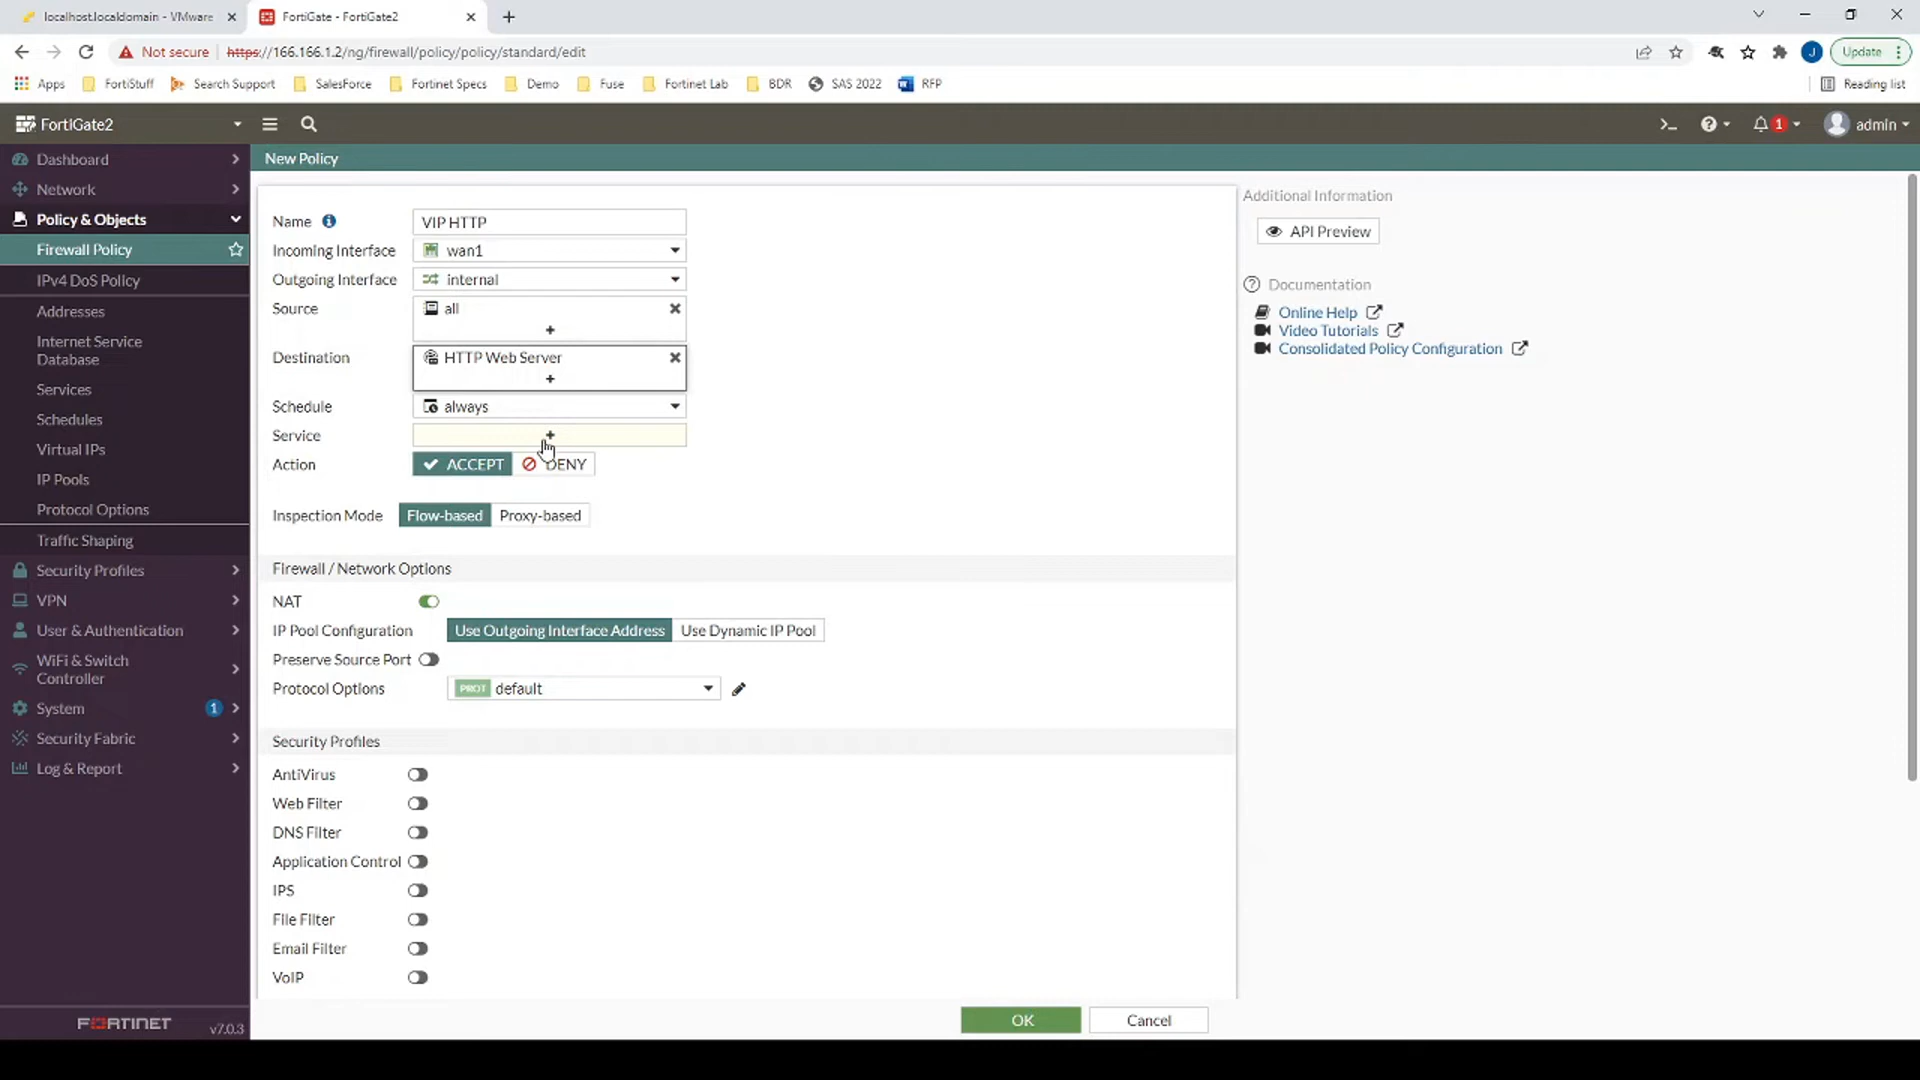 localhost.localdomain - VMware
FortiGate - FortiGate2
Not secure
https://166.166.1.2/ng/firewall/policy/policy/standard/edit
J
Update
Apps
FortiStuff
Search Support
SalesForce
Fortinet Specs
Demo
Fuse
Fortinet Lab
BDR
SAS 2022
RFP
Reading list
FortiGate2
1
admin
Dashboard
Network
Policy & Objects
Firewall Policy
IPv4 DoS Policy
Addresses
Internet Service
Database
Services
Schedules
Virtual IPs
IP Pools
Protocol Options
Traffic Shaping
Security Profiles
VPN
User & Authentication
WiFi & Switch
Controller
System 1
Security Fabric
Log & Report
FORTINET
v7.0.3
New Policy
Name VIP HTTP
Incoming Interface wan1
Outgoing Interface internal
Source all
Destination HTTP Web Server
Schedule always
Service
Action ACCEPT DENY
Inspection Mode Flow-based Proxy-based
Firewall / Network Options
NAT
IP Pool Configuration Use Outgoing Interface Address Use Dynamic IP Pool
Preserve Source Port
Protocol Options PROT default
Security Profiles
AntiVirus
Web Filter
DNS Filter
Application Control
IPS
File Filter
Email Filter
VoIP
OK Cancel
Additional Information
API Preview
Documentation
Online Help
Video Tutorials
Consolidated Policy Configuration